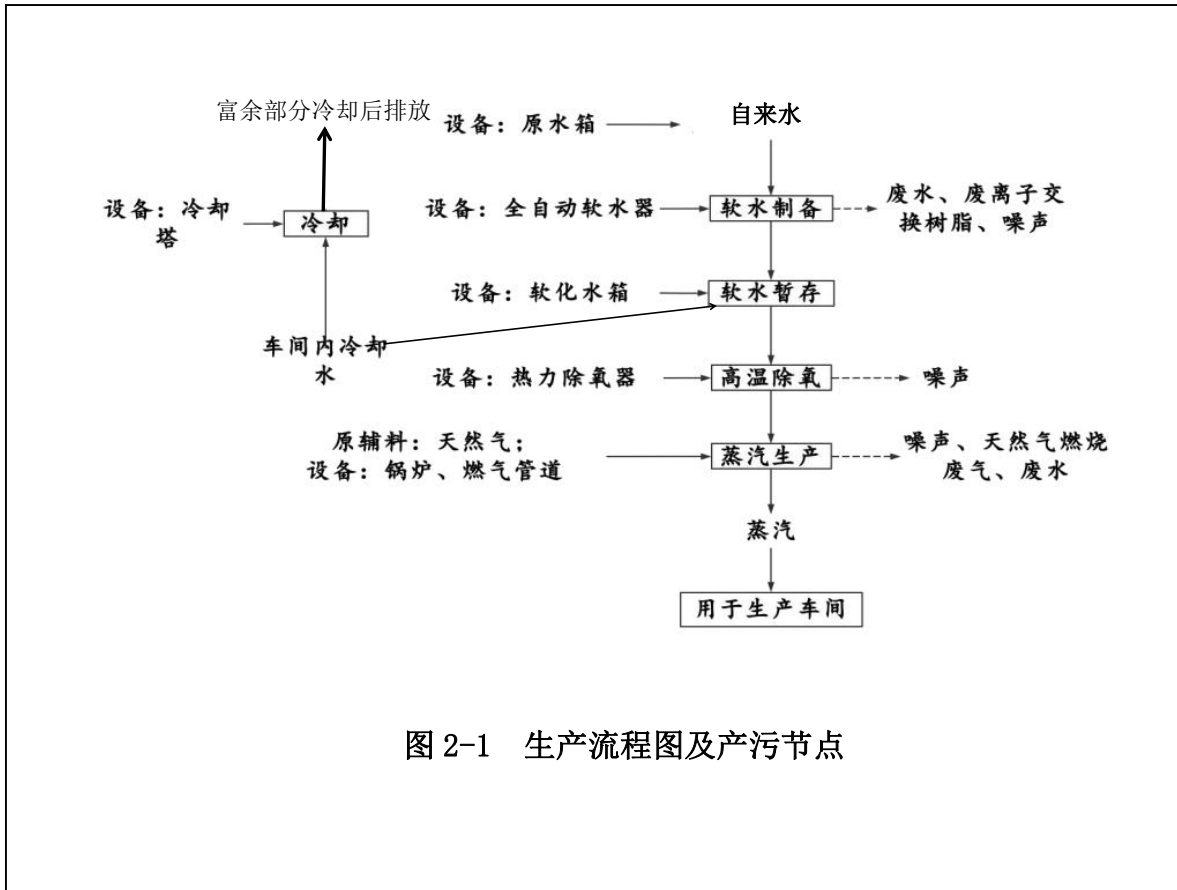 富余部分冷却后排放
设备：原水箱
自来水
设备：冷却
塔
冷却
设备：全自动软水器
软水制备
废水、废离子交
换树脂、噪声
设备：软化水箱
软水暂存
车间内冷却
水
设备：热力除氧器
高温除氧
噪声
原辅料：天然气；
设备：锅炉、燃气管道
蒸汽生产
噪声、天然气燃烧
废气、废水
蒸汽
用于生产车间
图 2-1 生产流程图及产污节点